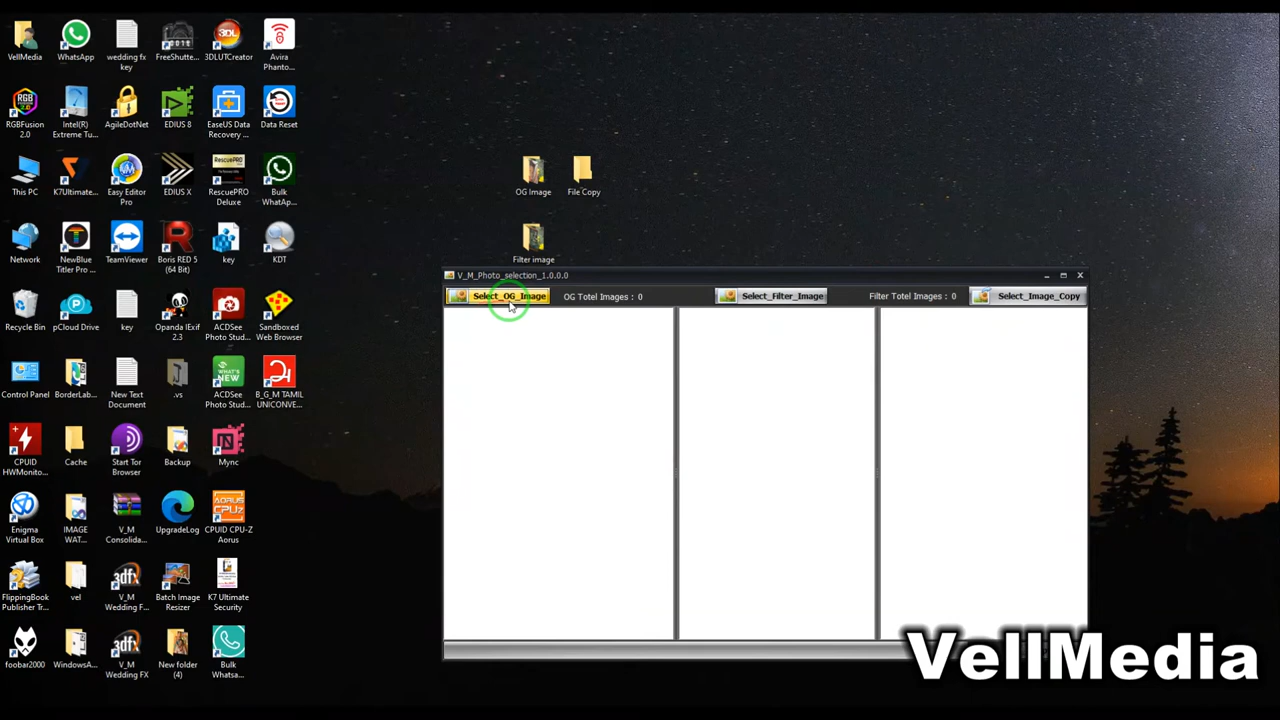 VellMedia
WhatsApp
wedding fx
key
FreeShutte...
3DLUTCreator
Avira
Phanto...
RGBFusion
2.0
Intel(R)
Extreme Tu...
AgileDotNet
EDIUS 8
EaseUS Data
Recovery ...
Data Reset
This PC
K7Ultimate...
Easy Editor
Pro
EDIUS X
RescuePRO
Deluxe
Bulk
WhatAp...
OG Image
File Copy
Network
NewBlue
Titler Pro ...
TeamViewer
Boris RED 5
(64 Bit)
key
KDT
Filter image
Recycle Bin
pCloud Drive
key
Opanda IExif
2.3
ACDSee
Photo Stud...
Sandboxed
Web Browser
V_M_Photo_selection_1.0.0.0
Select_OG_Image
OG Totel Images : 0
Select_Filter_Image
Filter Totel Images : 0
Select_Image_Copy
Control Panel
BorderLab...
New Text
Document
.vs
WHAT'S
NEW
ACDSee
Photo Stud...
B_G_M TAMIL
UNICONVE...
CPUID
HWMonito...
Cache
Start Tor
Browser
Backup
Mync
Enigma
Virtual Box
IMAGE
WAT...
V_M
Consolida...
UpgradeLog
AORUS
CPUz
CPUID CPU-Z
Aorus
FlippingBook
Publisher Tr...
vel
3dfx
V_M
Wedding F...
Batch Image
Resizer
K7 Ultimate
Security
foobar2000
WindowsA...
3dfx
V_M
Wedding FX
New folder
(4)
Bulk
Whatsa...
VellMedia